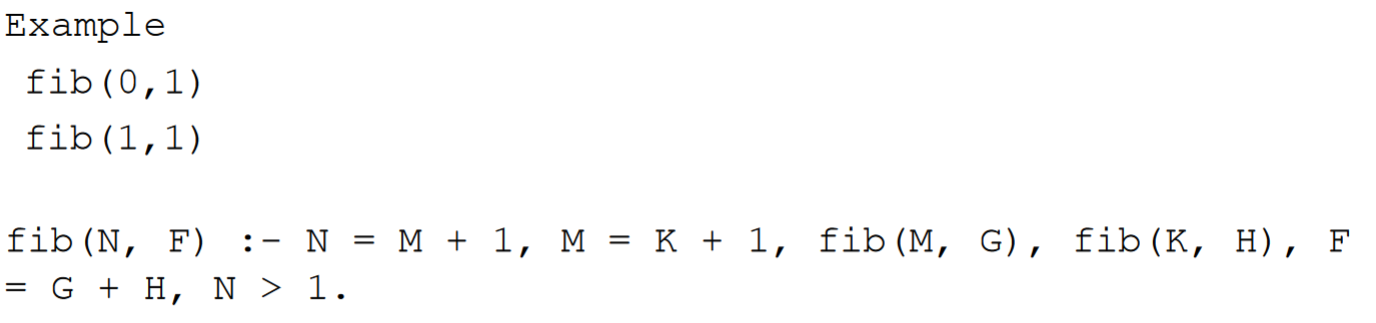 Example
fib(0,1)
fib(1,1)
fib(N, F) :- N = M + 1, M = K + 1, fib(M, G), fib(K, H), F
= G + H, N > 1.